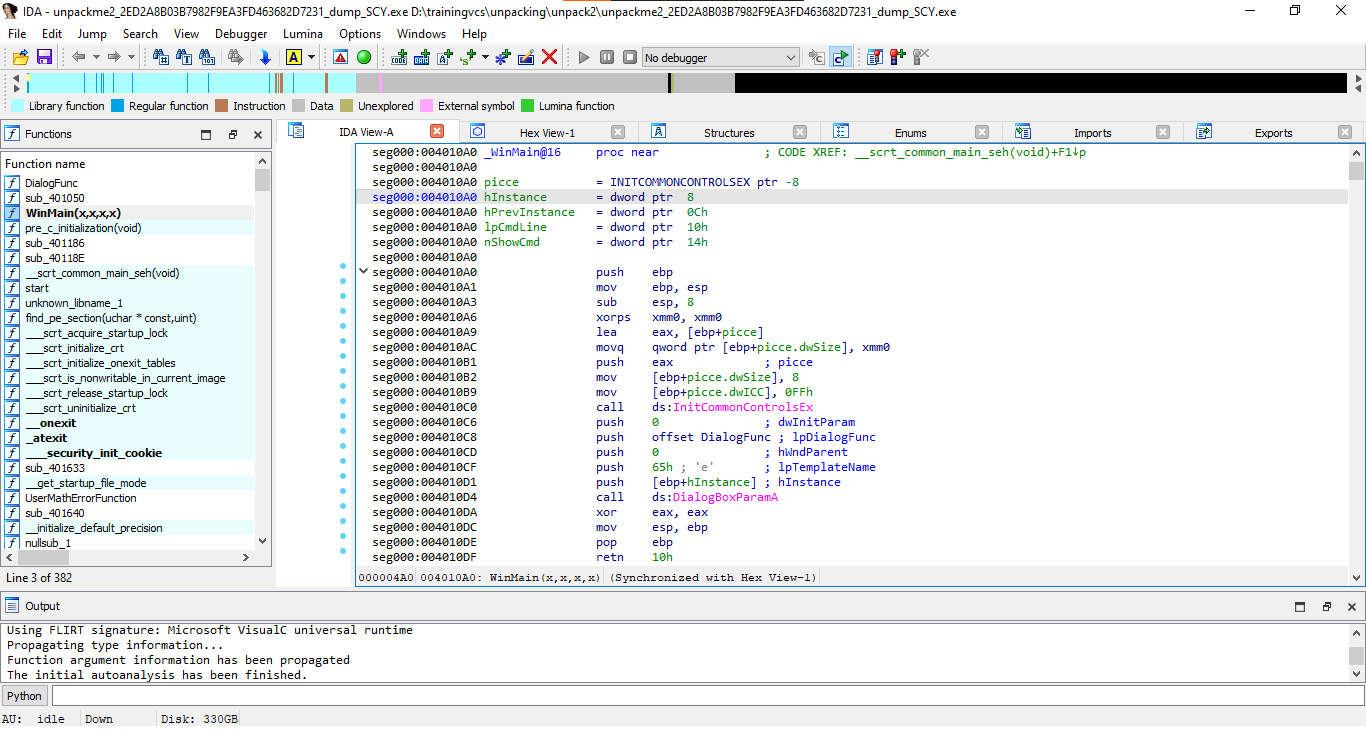 IDA - unpackme2_2ED2A8B03B7982F9EA3FD463682D7231_dump_SCY.exe D:\trainingvcs\unpacking\unpack2\unpackme2_2ED2A8B03B7982F9EA3FD463682D7231_dump_SCY.exe
File Edit Jump Search View Debugger Lumina Options Windows Help
No debugger
Library function Regular function Instruction Data Unexplored External symbol Lumina function
Functions
IDA View-A Hex View-1 Structures Enums Imports Exports
Function name
DialogFunc
sub_401050
WinMain(x,x,x,x)
pre_c_initialization(void)
sub_401186
sub_40118E
__scrt_common_main_seh(void)
start
unknown_libname_1
find_pe_section(uchar * const,uint)
___scrt_acquire_startup_lock
___scrt_initialize_crt
___scrt_initialize_onexit_tables
___scrt_is_nonwritable_in_current_image
___scrt_release_startup_lock
___scrt_uninitialize_crt
__onexit
_atexit
___security_init_cookie
sub_401633
__get_startup_file_mode
UserMathErrorFunction
sub_401640
__initialize_default_precision
nullsub_1
Line 3 of 382
seg000:004010A0 _WinMain@16 proc near ; CODE XREF: __scrt_common_main_seh(void)+F1↓p
seg000:004010A0
seg000:004010A0 picce = INITCOMMONCONTROLSEX ptr -8
seg000:004010A0 hInstance = dword ptr 8
seg000:004010A0 hPrevInstance = dword ptr 0Ch
seg000:004010A0 lpCmdLine = dword ptr 10h
seg000:004010A0 nShowCmd = dword ptr 14h
seg000:004010A0
seg000:004010A0 push ebp
seg000:004010A1 mov ebp, esp
seg000:004010A3 sub esp, 8
seg000:004010A6 xorps xmm0, xmm0
seg000:004010A9 lea eax, [ebp+picce]
seg000:004010AC movq qword ptr [ebp+picce.dwSize], xmm0
seg000:004010B1 push eax ; picce
seg000:004010B2 mov [ebp+picce.dwSize], 8
seg000:004010B9 mov [ebp+picce.dwICC], 0FFh
seg000:004010C0 call ds:InitCommonControlsEx
seg000:004010C6 push 0 ; dwInitParam
seg000:004010C8 push offset DialogFunc ; lpDialogFunc
seg000:004010CD push 0 ; hWndParent
seg000:004010CF push 65h ; 'e' ; lpTemplateName
seg000:004010D1 push [ebp+hInstance] ; hInstance
seg000:004010D4 call ds:DialogBoxParamA
seg000:004010DA xor eax, eax
seg000:004010DC mov esp, ebp
seg000:004010DE pop ebp
seg000:004010DF retn 10h
000004A0 004010A0: WinMain(x,x,x,x) (Synchronized with Hex View-1)
Output
Using FLIRT signature: Microsoft VisualC universal runtime
Propagating type information...
Function argument information has been propagated
The initial autoanalysis has been finished.
Python
AU: idle Down Disk: 330GB